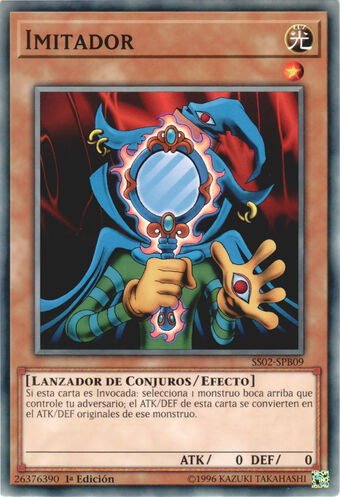 IMITADOR
光
SS02-SPB09
[LANZADOR DE CONJUROS/EFECTO]
Si esta carta es Invocada: selecciona 1 monstruo boca arriba que
controle tu adversario; el ATK/DEF de esta carta se convierten en
el ATK/DEF originales de ese monstruo.
ATK/ 0 DEF/ 0
26376390 1ª Edición ©1996 KAZUKI TAKAHASHI